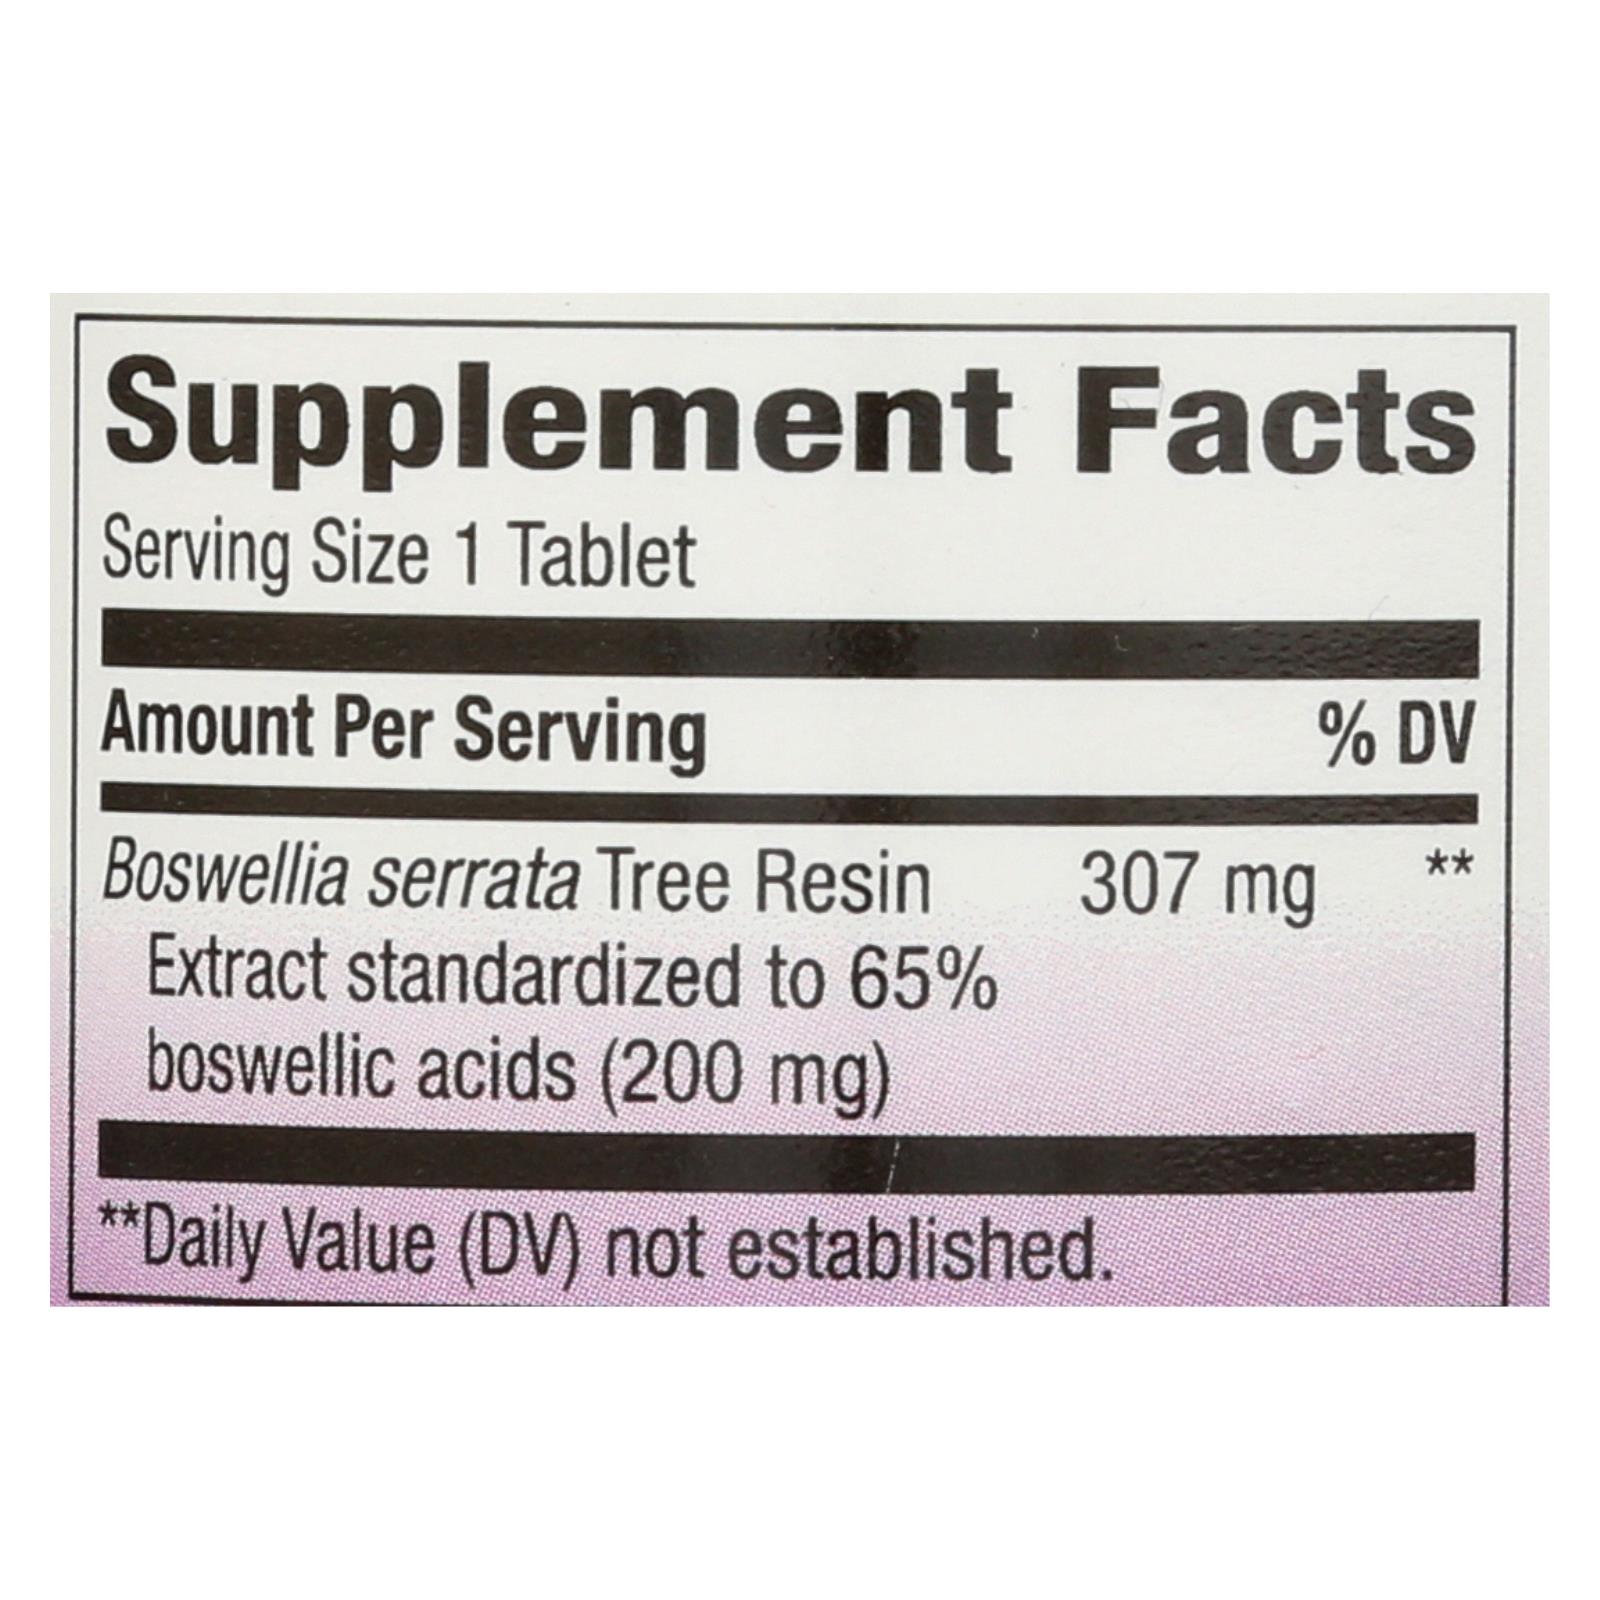 Supplement Facts
Serving Size 1 Tablet
Amount Per Serving % DV
Boswellia serrata Tree Resin 307 mg **
Extract standardized to 65%
boswellic acids (200 mg)
**Daily Value (DV) not established.